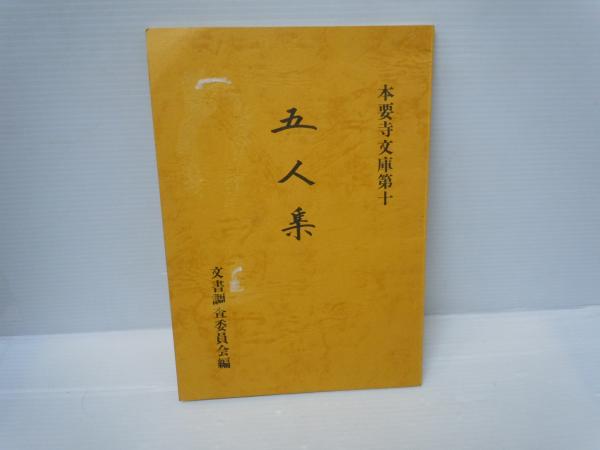 本要寺文庫第十
五人集
文書調査委員会編